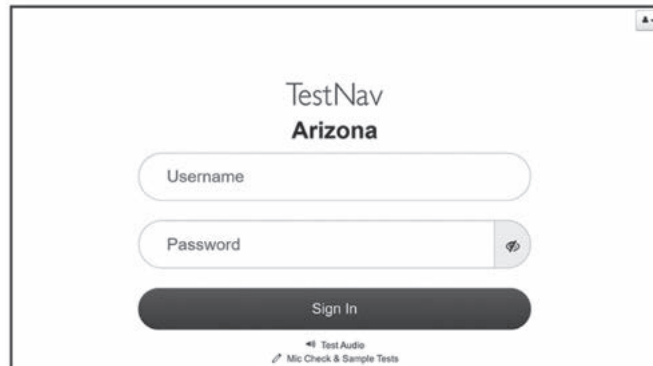 TestNav
Arizona
Username
Password
Sign In
Test Audio
Mic Check & Sample Tests